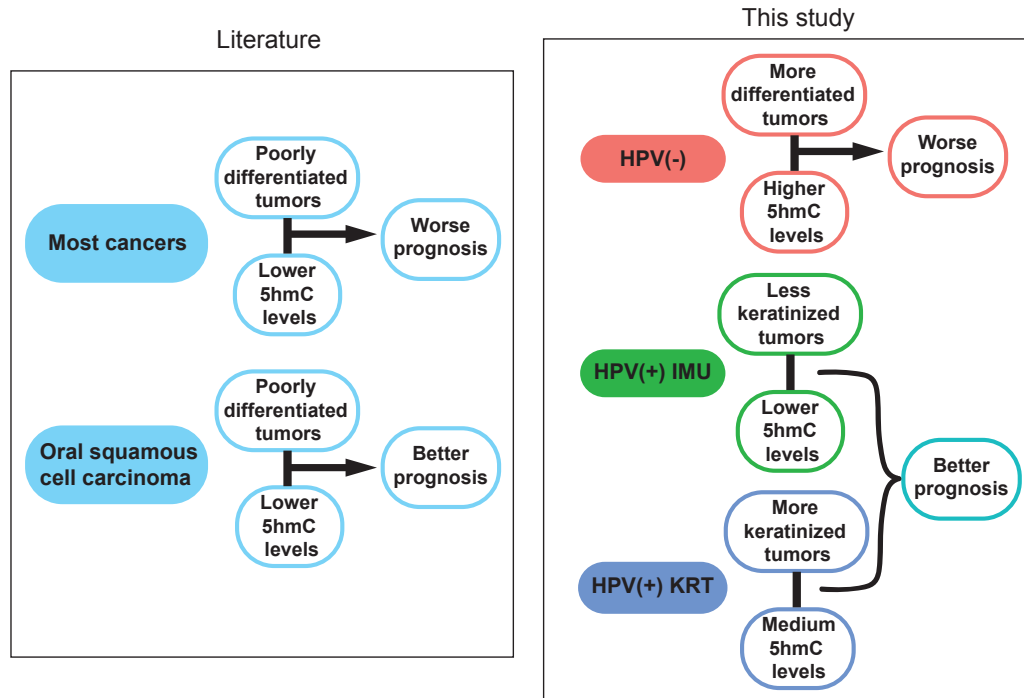 Literature
Most cancers
Poorly
differentiated
tumors
Lower
5hmC
levels
Worse
prognosis
Oral squamous
cell carcinoma
Poorly
differentiated
tumors
Lower
5hmC
levels
Better
prognosis
This study
HPV(-)
More
differentiated
tumors
Higher
5hmC
levels
Worse
prognosis
HPV(+) IMU
Less
keratinized
tumors
Lower
5hmC
levels
HPV(+) KRT
More
keratinized
tumors
Medium
5hmC
levels
Better
prognosis